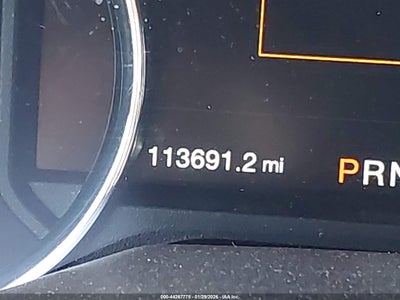 113691.2 mi
PRN
000-44267775 - 01/29/2026 - IAA Inc.